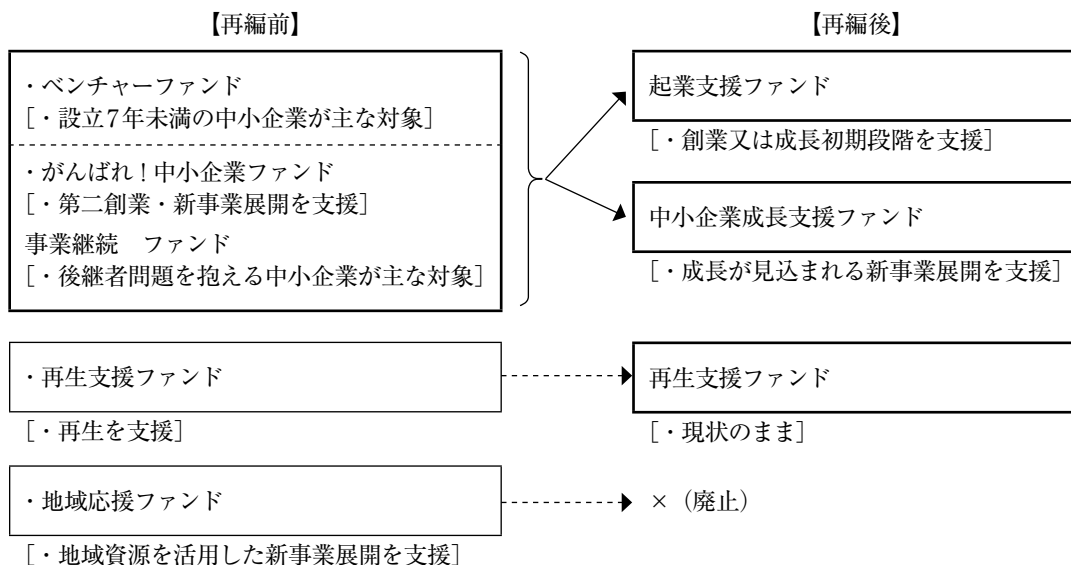 【再編前】
・ベンチャーファンド
[・設立7年未満の中小企業が主な対象]
・がんばれ！中小企業ファンド
[・第二創業・新事業展開を支援]
事業継続　ファンド
[・後継者問題を抱える中小企業が主な対象]
・再生支援ファンド
[・再生を支援]
・地域応援ファンド
[・地域資源を活用した新事業展開を支援]
【再編後】
起業支援ファンド
[・創業又は成長初期段階を支援]
中小企業成長支援ファンド
[・成長が見込まれる新事業展開を支援]
再生支援ファンド
[・現状のまま]
×（廃止）